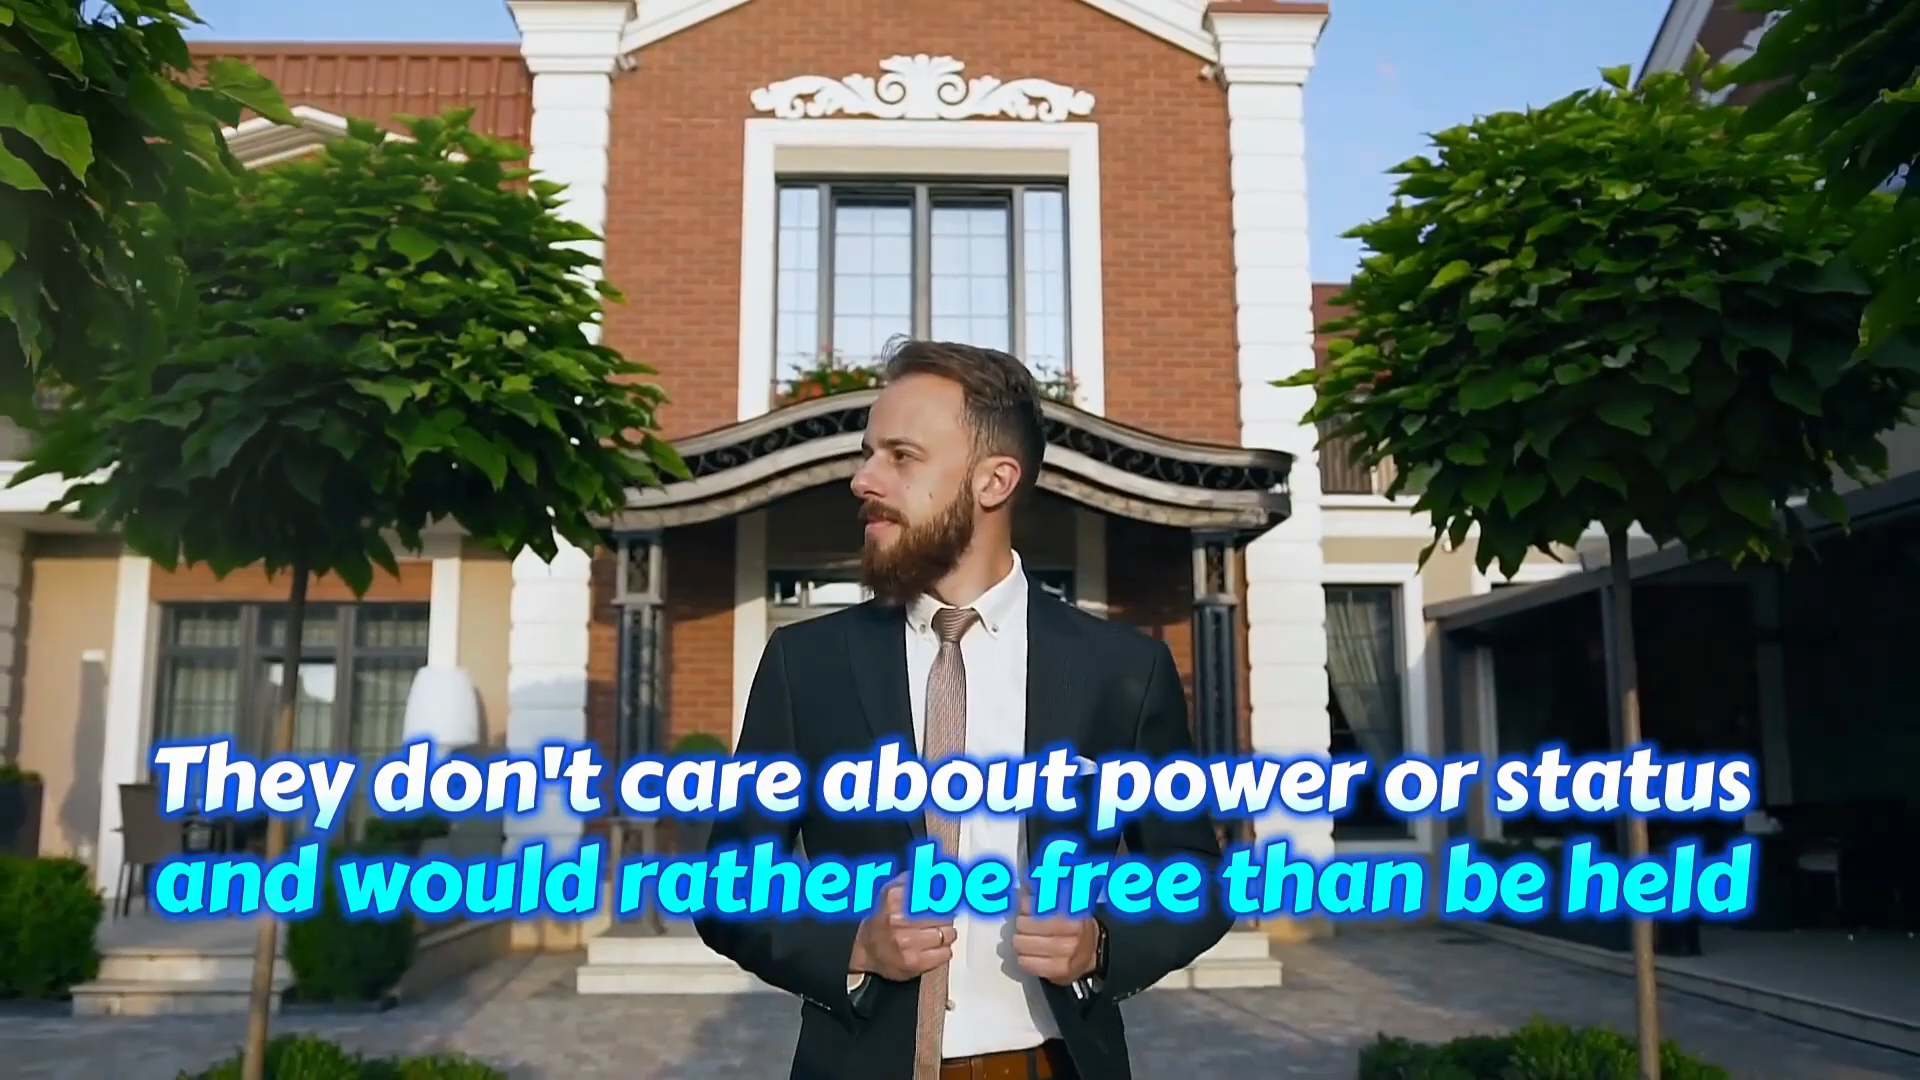 They don't care about power or status
and would rather be free than be held